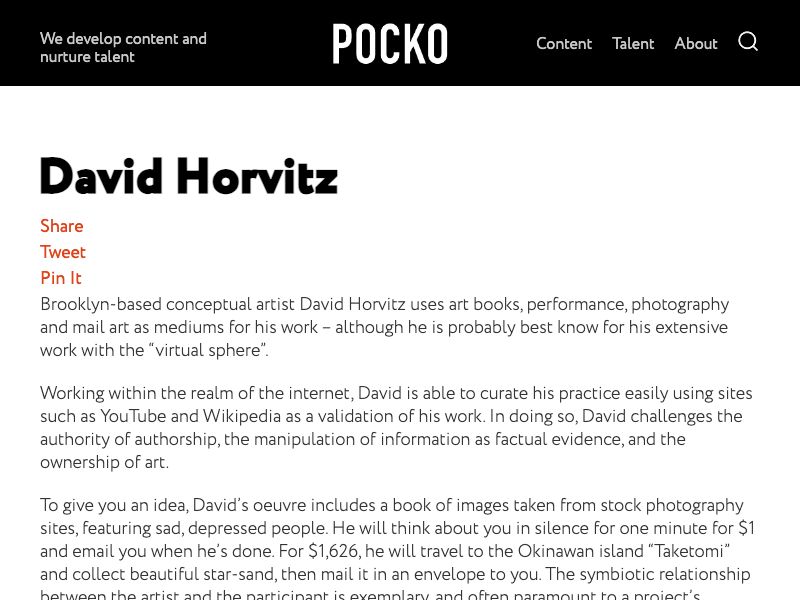 We develop content and
nurture talent
POCKO
Content Talent About
David Horvitz
Share
Tweet
Pin It
Brooklyn-based conceptual artist David Horvitz uses art books, performance, photography
and mail art as mediums for his work – although he is probably best know for his extensive
work with the “virtual sphere”.
Working within the realm of the internet, David is able to curate his practice easily using sites
such as YouTube and Wikipedia as a validation of his work. In doing so, David challenges the
authority of authorship, the manipulation of information as factual evidence, and the
ownership of art.
To give you an idea, David’s oeuvre includes a book of images taken from stock photography
sites, featuring sad, depressed people. He will think about you in silence for one minute for $1
and email you when he’s done. For $1,626, he will travel to the Okinawan island “Taketomi”
and collect beautiful star-sand, then mail it in an envelope to you. The symbiotic relationship
between the artist and the participant is exemplary, and often paramount to a project’s